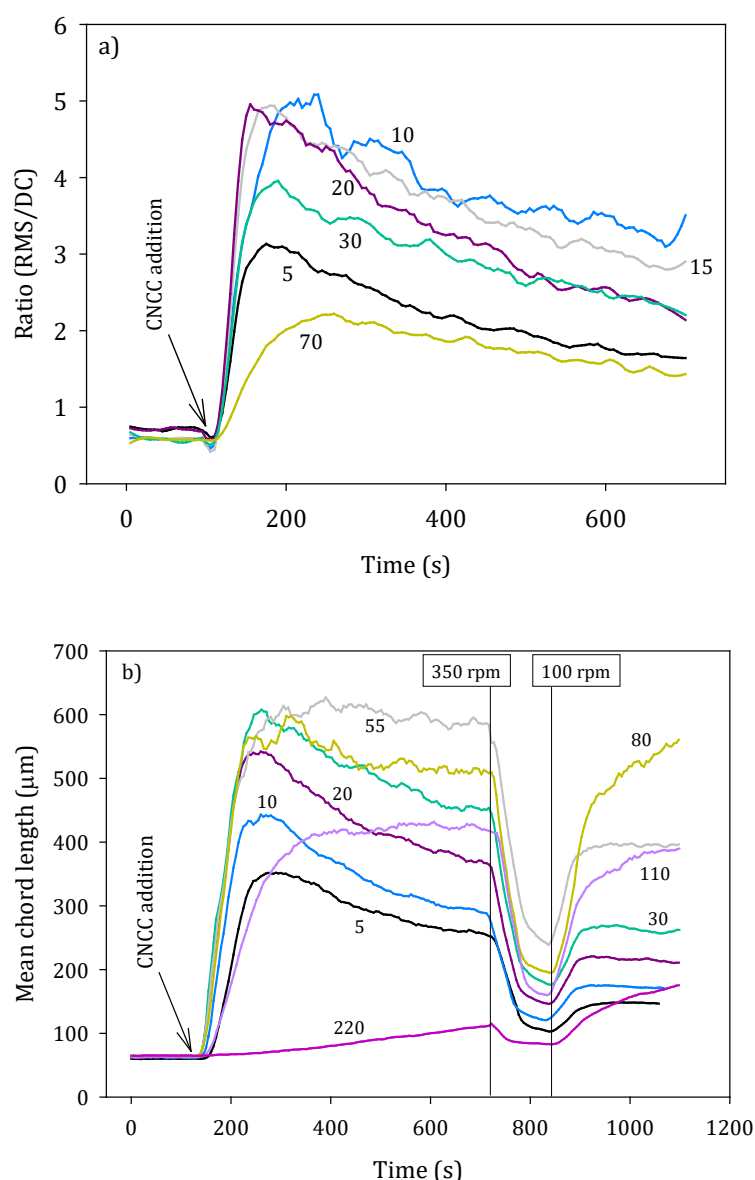 a)
6
5
4
3
2
1
0
Ratio (RMS/DC)
CNCC addition
10
20
30
15
5
70
0 200 400 600
Time (s)
b)
700
600
500
400
300
200
100
0
Mean chord length (μm)
CNCC addition
350 rpm 100 rpm
55
80
20
10
110
5
30
220
0 200 400 600 800 1000 1200
Time (s)